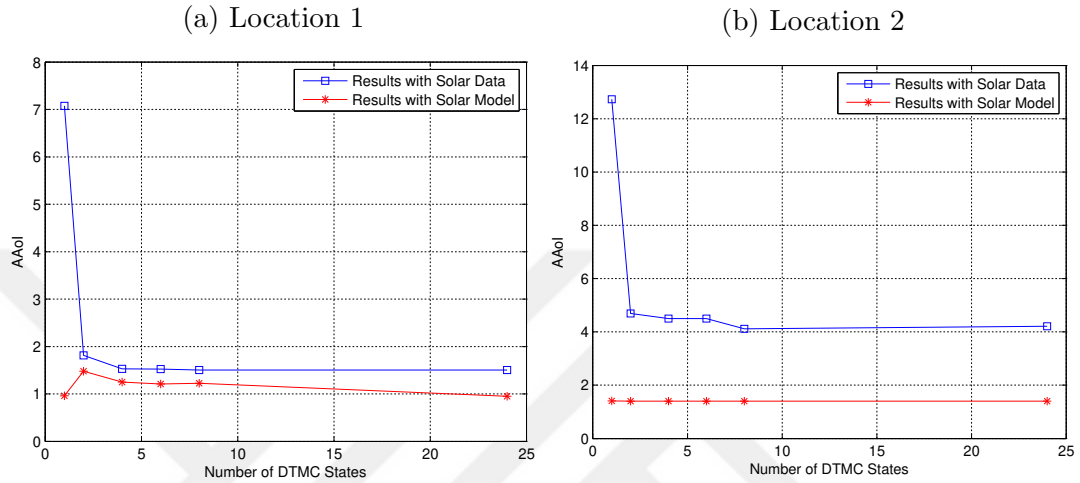 (a) Location 1
8
7
6
5
4
3
2
1
0
AAoI
0 5 10 15 20 25
Number of DTMC States
Results with Solar Data
Results with Solar Model
(b) Location 2
14
12
10
8
6
4
2
0
AAoI
0 5 10 15 20 25
Number of DTMC States
Results with Solar Data
Results with Solar Model